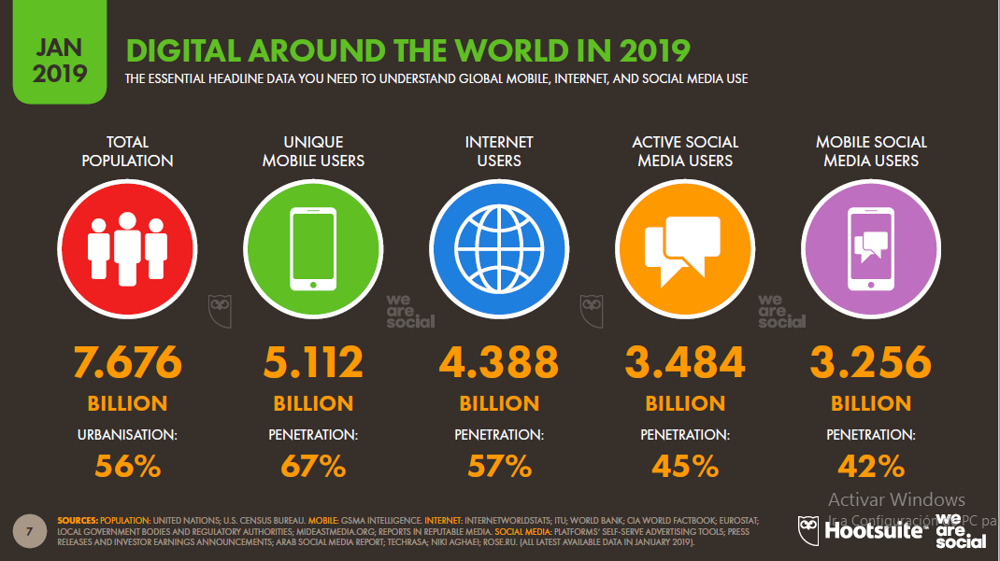 JAN
2019
DIGITAL AROUND THE WORLD IN 2019
THE ESSENTIAL HEADLINE DATA YOU NEED TO UNDERSTAND GLOBAL MOBILE, INTERNET, AND SOCIAL MEDIA USE
TOTAL
POPULATION
UNIQUE
MOBILE USERS
INTERNET
USERS
ACTIVE SOCIAL
MEDIA USERS
MOBILE SOCIAL
MEDIA USERS
we
are
social
we
are
social
7.676
BILLION
URBANISATION:
56%
5.112
BILLION
PENETRATION:
67%
4.388
BILLION
PENETRATION:
57%
3.484
BILLION
PENETRATION:
45%
3.256
BILLION
PENETRATION:
42%
Activar Windows
Ir a Configuración de PC pa
7
SOURCES: POPULATION: UNITED NATIONS; U.S. CENSUS BUREAU. MOBILE: GSMA INTELLIGENCE. INTERNET: INTERNETWORLDSTATS; ITU; WORLD BANK; CIA WORLD FACTBOOK; EUROSTAT;
LOCAL GOVERNMENT BODIES AND REGULATORY AUTHORITIES; MIDEASTMEDIA.ORG; REPORTS IN REPUTABLE MEDIA. SOCIAL MEDIA: PLATFORMS' SELF-SERVE ADVERTISING TOOLS; PRESS
RELEASES AND INVESTOR EARNINGS ANNOUNCEMENTS; ARAB SOCIAL MEDIA REPORT; TECHRASA; NIKI AGHAEI; ROSE.RU. (ALL LATEST AVAILABLE DATA IN JANUARY 2019).
Hootsuite™
we
are
social